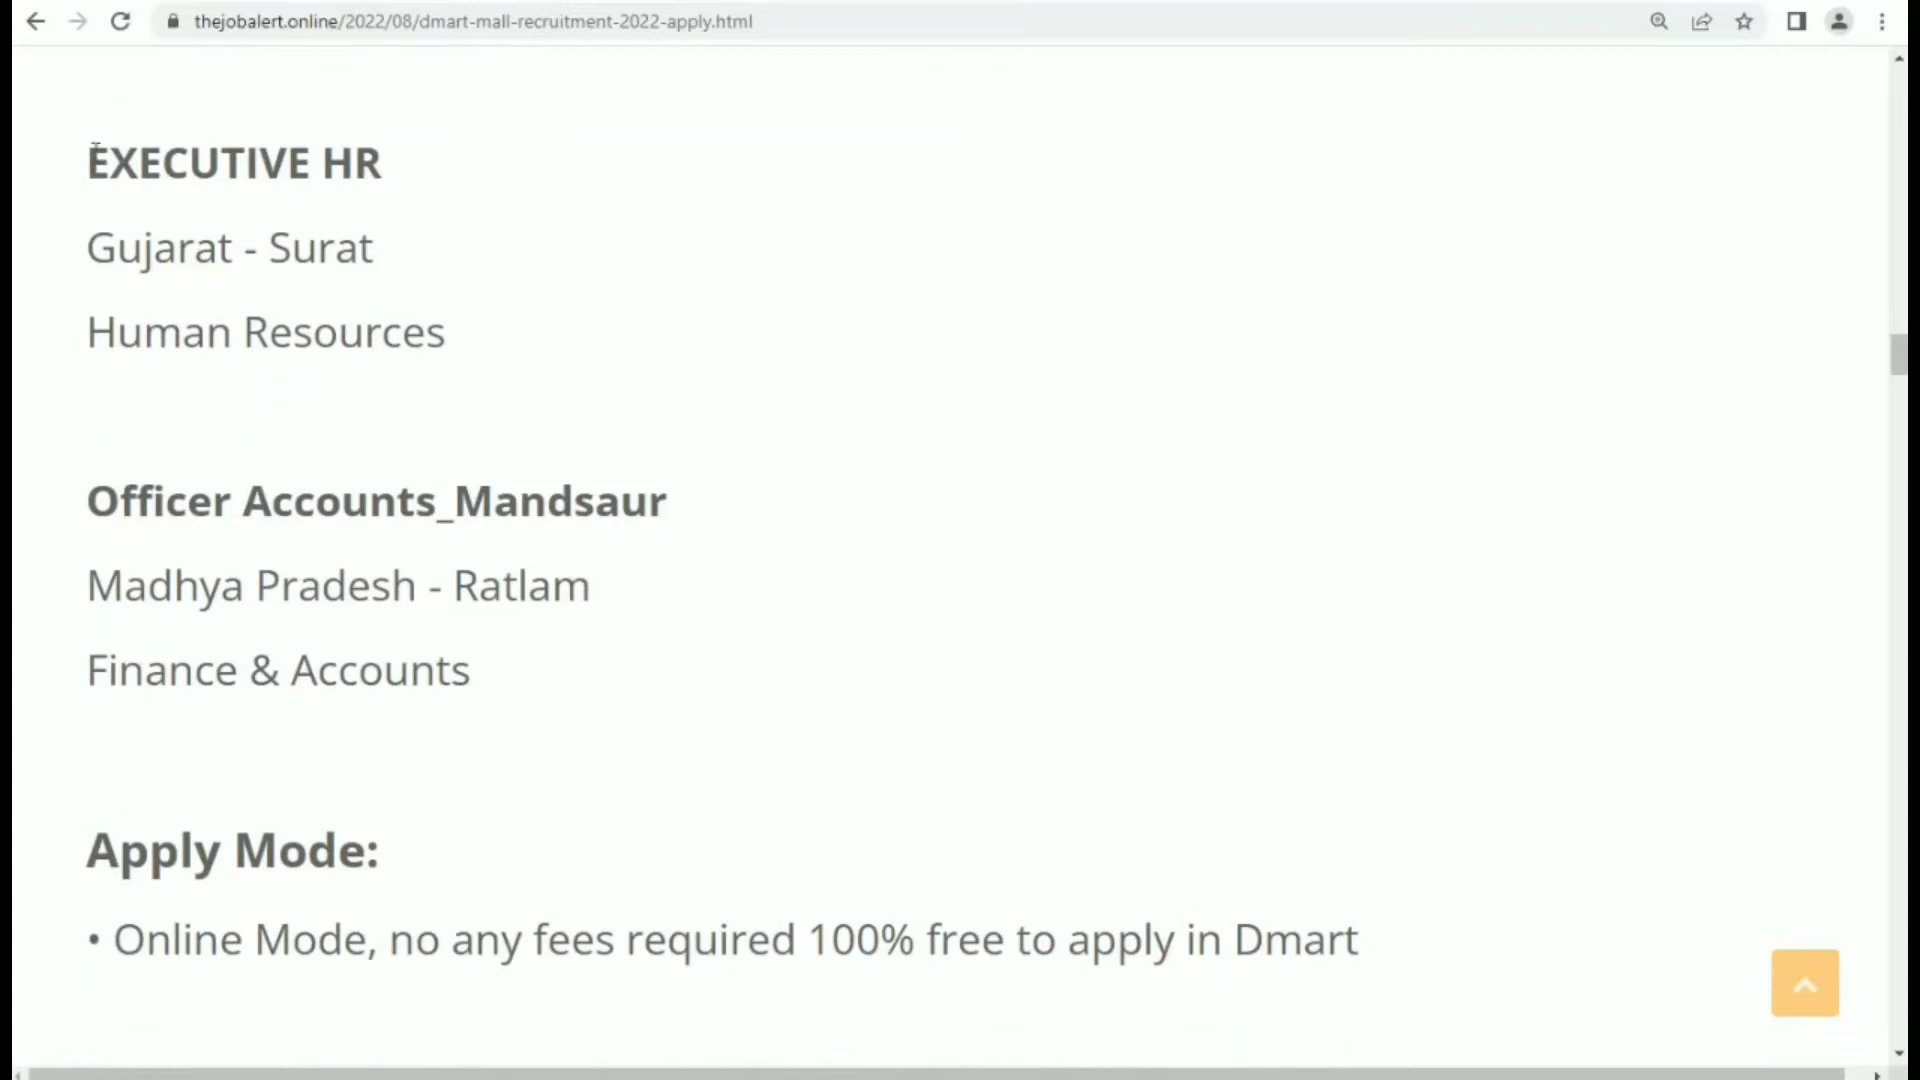 thejobalert.online/2022/08/dmart-mall-recruitment-2022-apply.html
EXECUTIVE HR
Gujarat - Surat
Human Resources
Officer Accounts_Mandsaur
Madhya Pradesh - Ratlam
Finance & Accounts
Apply Mode:
• Online Mode, no any fees required 100% free to apply in Dmart